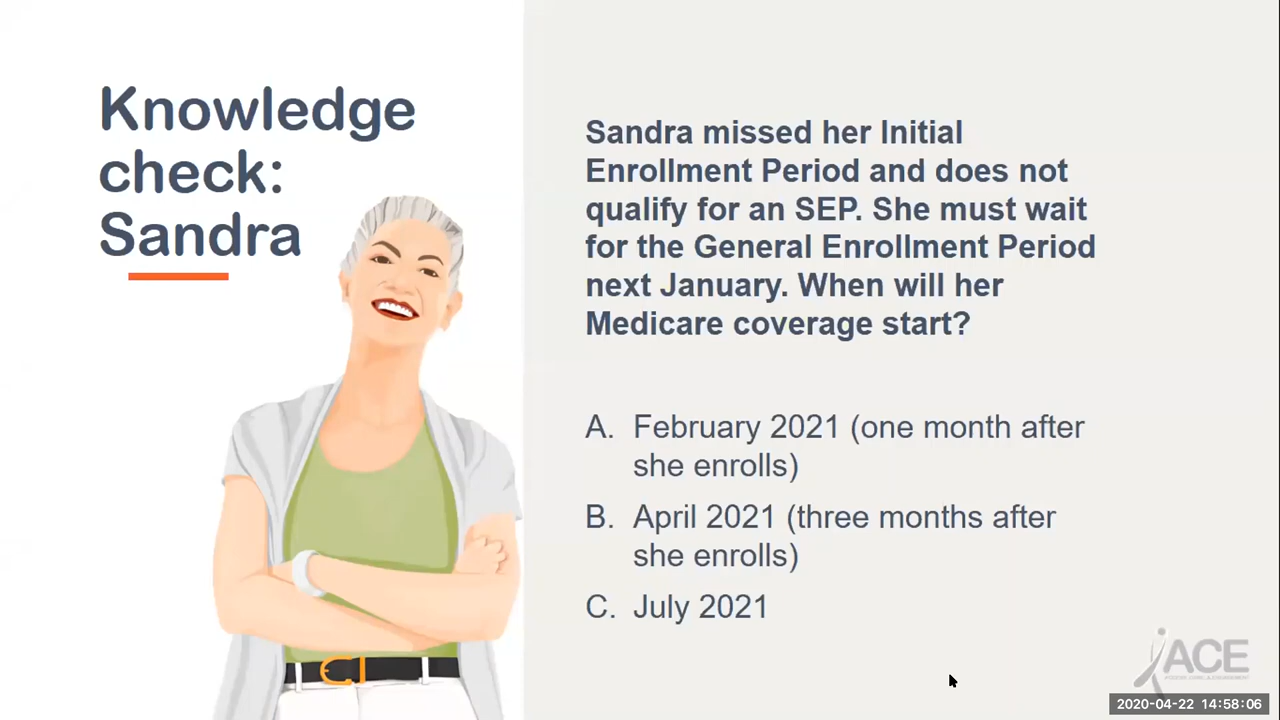 Knowledge
check:
Sandra
Sandra missed her Initial
Enrollment Period and does not
qualify for an SEP. She must wait
for the General Enrollment Period
next January. When will her
Medicare coverage start?
A. February 2021 (one month after
she enrolls)
B. April 2021 (three months after
she enrolls)
C. July 2021
ACE
2020-04-22 14:58:06